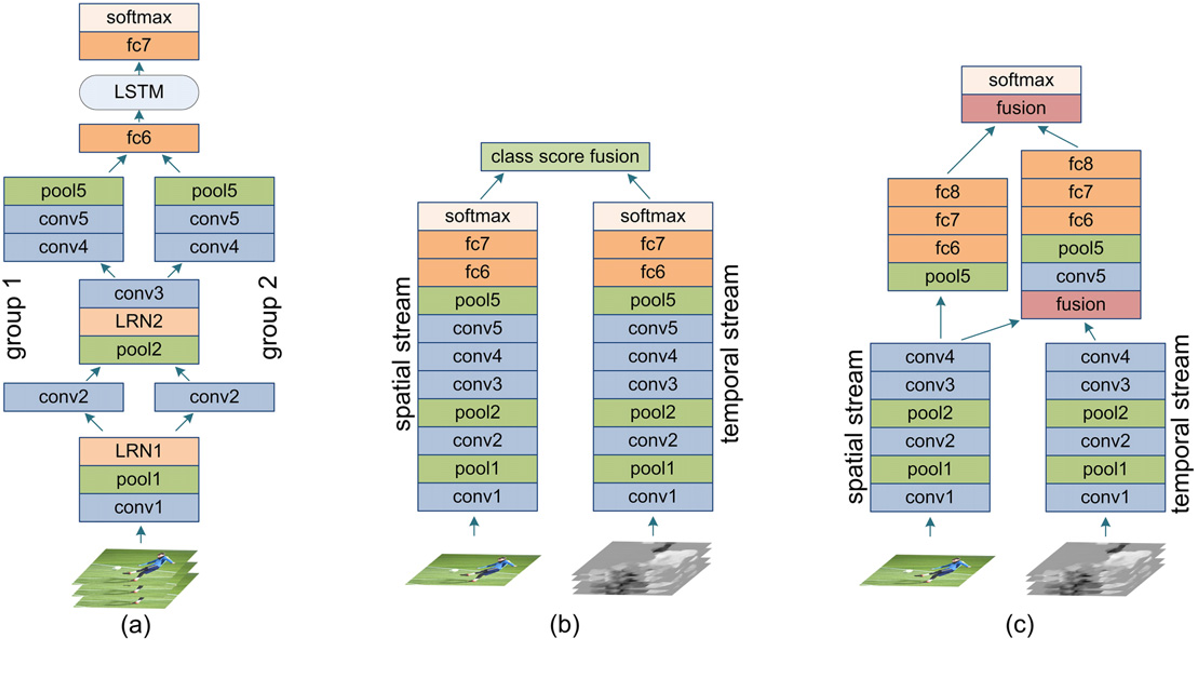 softmax
fc7
LSTM
fc6
pool5
conv5
conv4
pool5
conv5
conv4
group 1
group 2
conv3
LRN2
pool2
conv2
conv2
LRN1
pool1
conv1
(a)
class score fusion
spatial stream
softmax
fc7
fc6
pool5
conv5
conv4
conv3
pool2
conv2
pool1
conv1
softmax
fc7
fc6
pool5
conv5
conv4
conv3
pool2
conv2
pool1
conv1
temporal stream
(b)
softmax
fusion
fc8
fc7
fc6
pool5
fc8
fc7
fc6
pool5
conv5
fusion
spatial stream
conv4
conv3
pool2
conv2
pool1
conv1
conv4
conv3
pool2
conv2
pool1
conv1
temporal stream
(c)